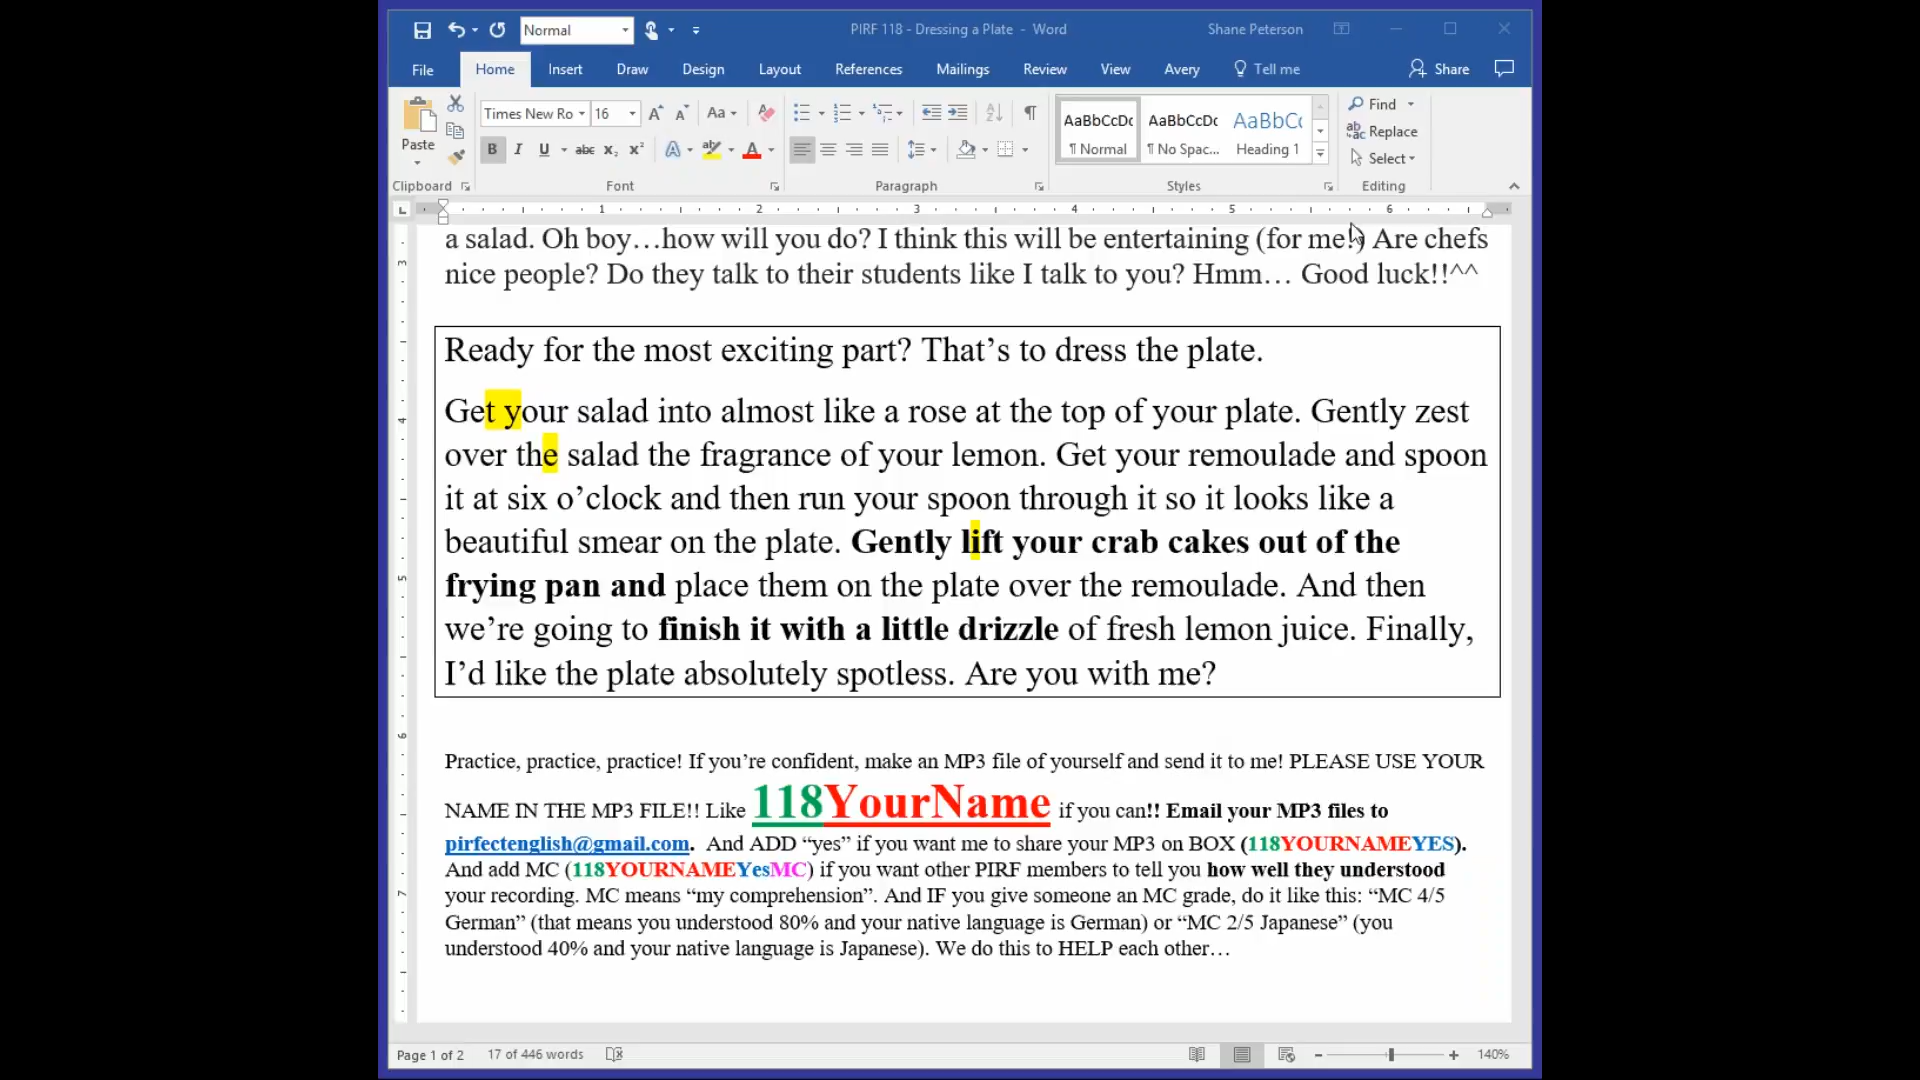 Normal
PIRF 118 - Dressing a Plate - Word
Shane Peterson
File Home Insert Draw Design Layout References Mailings Review View Avery Tell me Share
Paste
Times New Ro 16
Aa
B I U abc x₂ x²
AaBbCcDc AaBbCcDc AaBbCc
¶ Normal ¶ No Spac... Heading 1
Find
Replace
Select
Clipboard Font Paragraph Styles Editing
1 2 3 4 5 6
a salad. Oh boy…how will you do? I think this will be entertaining (for me!) Are chefs
nice people? Do they talk to their students like I talk to you? Hmm… Good luck!!^^
Ready for the most exciting part? That’s to dress the plate.
Get your salad into almost like a rose at the top of your plate. Gently zest
over the salad the fragrance of your lemon. Get your remoulade and spoon
it at six o’clock and then run your spoon through it so it looks like a
beautiful smear on the plate. Gently lift your crab cakes out of the
frying pan and place them on the plate over the remoulade. And then
we’re going to finish it with a little drizzle of fresh lemon juice. Finally,
I’d like the plate absolutely spotless. Are you with me?
Practice, practice, practice! If you’re confident, make an MP3 file of yourself and send it to me! PLEASE USE YOUR
NAME IN THE MP3 FILE!! Like 118YourName if you can!! Email your MP3 files to
pirfectenglish@gmail.com. And ADD “yes” if you want me to share your MP3 on BOX (118YOURNAMEYES).
And add MC (118YOURNAMEYesMC) if you want other PIRF members to tell you how well they understood
your recording. MC means “my comprehension”. And IF you give someone an MC grade, do it like this: “MC 4/5
German” (that means you understood 80% and your native language is German) or “MC 2/5 Japanese” (you
understood 40% and your native language is Japanese). We do this to HELP each other…
3
4
5
6
7
Page 1 of 2 17 of 446 words 140%